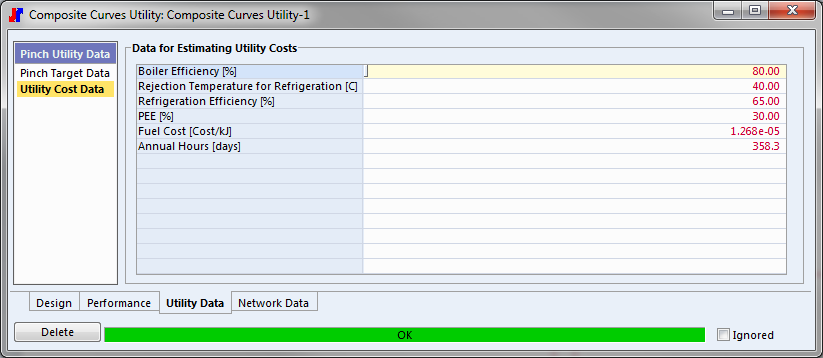 Composite Curves Utility: Composite Curves Utility-1
Pinch Utility Data
Pinch Target Data
Utility Cost Data
Data for Estimating Utility Costs
Boiler Efficiency [%] 80.00
Rejection Temperature for Refrigeration [C] 40.00
Refrigeration Efficiency [%] 65.00
PEE [%] 30.00
Fuel Cost [Cost/kJ] 1.268e-05
Annual Hours [days] 358.3
Design Performance Utility Data Network Data
Delete OK Ignored